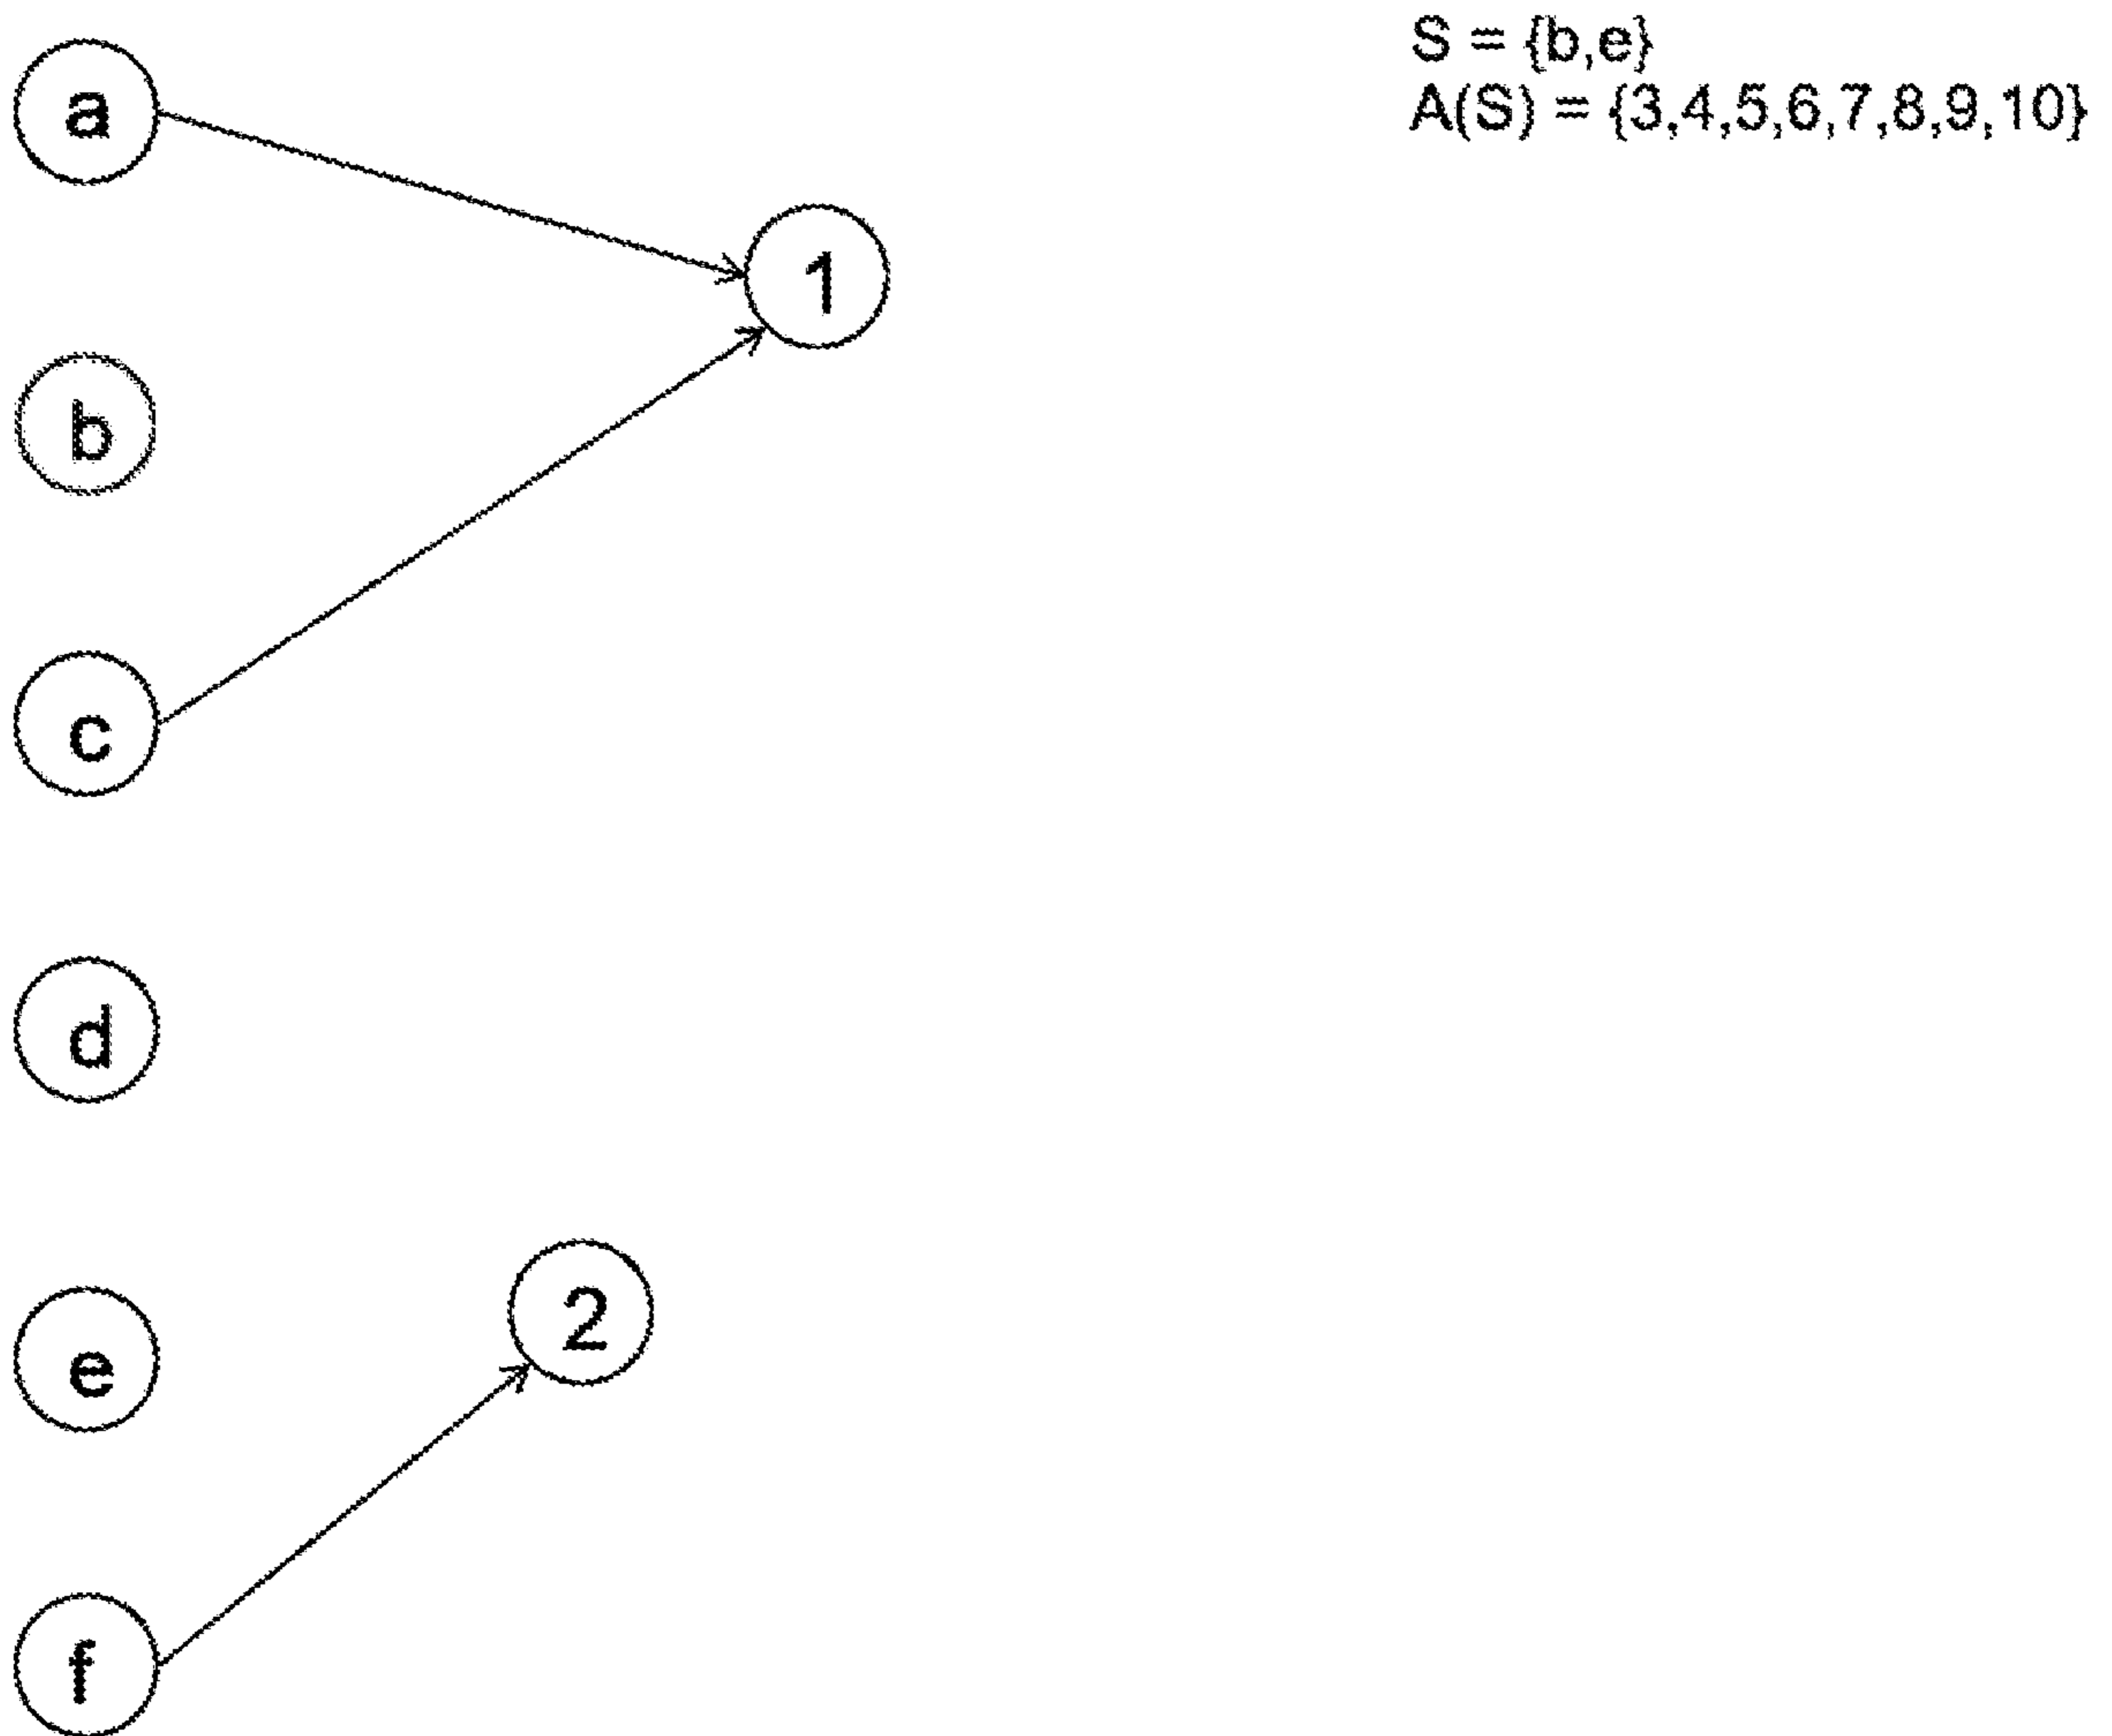 S = {b,e}
A(S) = {3,4,5,6,7,8,9,10}
a
1
b
c
d
e
2
f